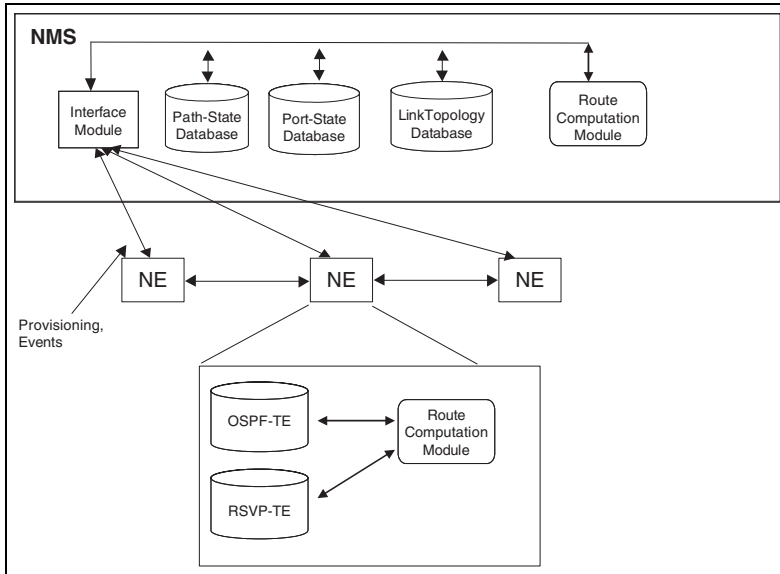 NMS
Interface
Module
Path-State
Database
Port-State
Database
LinkTopology
Database
Route
Computation
Module
NE
NE
NE
Provisioning,
Events
OSPF-TE
RSVP-TE
Route
Computation
Module